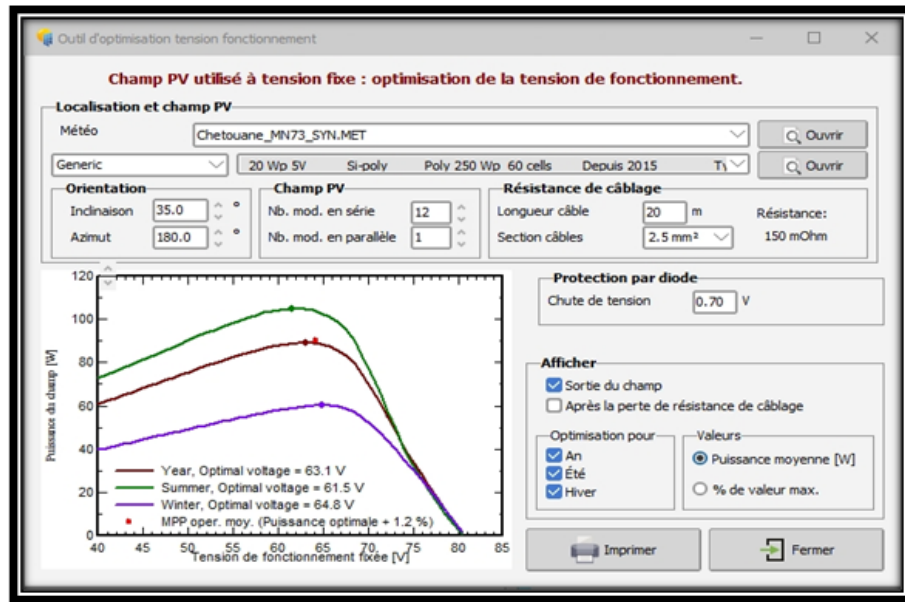 Outil d'optimisation tension fonctionnement
Champ PV utilisé à tension fixe : optimisation de la tension de fonctionnement.
Localisation et champ PV
Météo Chetouane_MN73_SYN.MET Ouvrir
Generic 20 Wp 5V Si-poly Poly 250 Wp 60 cells Depuis 2015 Ouvrir
Orientation
Inclinaison 35.0 °
Azimut 180.0 °
Champ PV
Nb. mod. en série 12
Nb. mod. en parallèle 1
Résistance de câblage
Longueur câble 20 m Résistance:
Section câbles 2.5 mm² 150 mOhm
Puissance du champ [W]
120
100
80
60
40
20
0
Year, Optimal voltage = 63.1 V
Summer, Optimal voltage = 61.5 V
Winter, Optimal voltage = 64.8 V
MPP oper. moy. (Puissance optimale + 1.2 %)
40 45 50 55 60 65 70 75 80 85
Tension de fonctionnement fixée [V]
Protection par diode
Chute de tension 0.70 V
Afficher
Sortie du champ
Après la perte de résistance de câblage
Optimisation pour
An
Été
Hiver
Valeurs
Puissance moyenne [W]
% de valeur max.
Imprimer Fermer